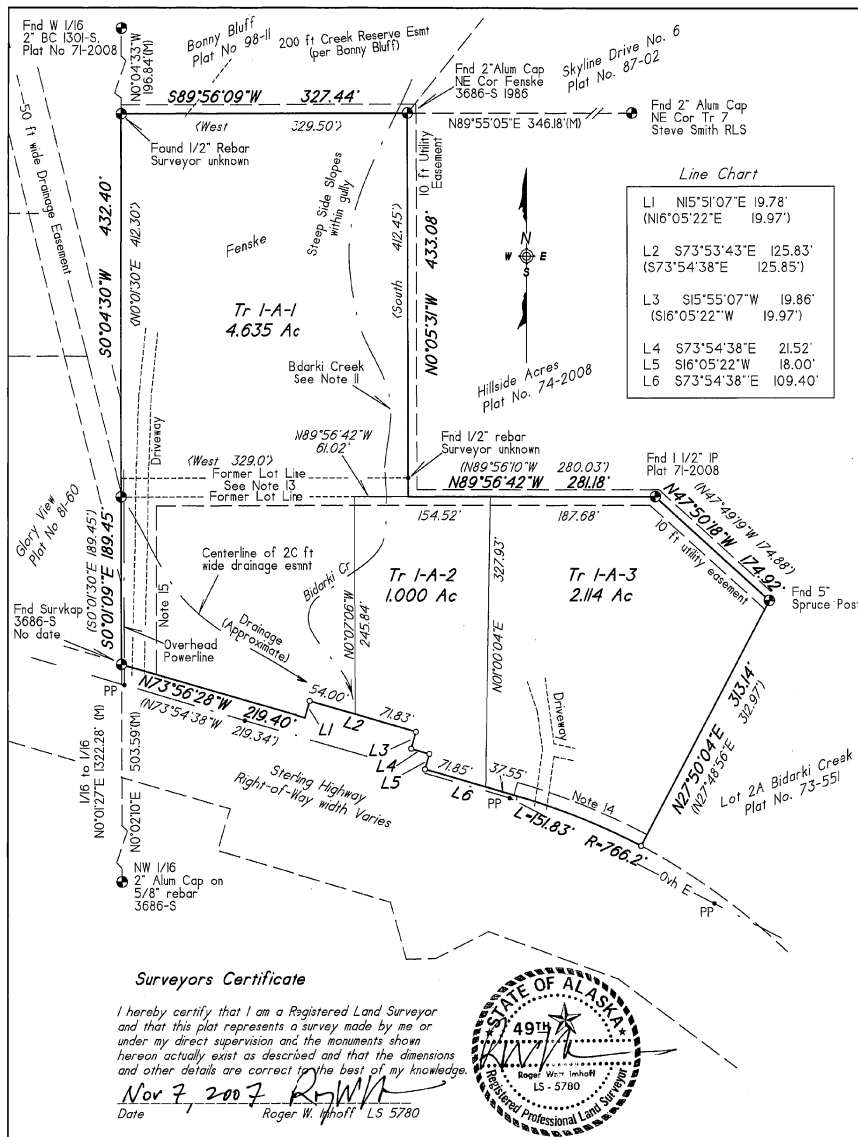 Fnd W 1/16
2" BC 1301-S.
Plat No 71-2008
N0°04'33"W
196.84'(M)
Bonny Bluff
Plat No 98-11
200 ft Creek Reserve Esmt
(per Bonny Bluff)
Skyline Drive No. 6
Plat No. 87-02
Fnd 2"Alum Cap
NE Cor Fenske
3686-S 1986
S89°56'09"W 327.44'
(West 329.50')
N89°55'05"E 346.18'(M)
Fnd 2" Alum Cap
NE Cor Tr 7
Steve Smith RLS
Found 1/2" Rebar
Surveyor unknown
50 ft wide Drainage Easement
S0°04'30"W 432.40'
(N0°01'30"E 412.30')
Fenske
Steep Side Slopes
within gully
10 ft Utility
Easement
(South 412.45')
N0°05'31"W 433.08'
N
W E
S
Line Chart
L1 N15°51'07"E 19.78'
(N16°05'22"E 19.97')
L2 S73°53'43"E 125.83'
(S73°54'38"E 125.85')
L3 S15°55'07"W 19.86'
(S16°05'22"W 19.97')
L4 S73°54'38"E 21.52'
L5 S16°05'22"W 18.00'
L6 S73°54'38"E 109.40'
Tr 1-A-1
4.635 Ac
Bdarki Creek
See Note 11
Hillside Acres
Plat No. 74-2008
Driveway
N89°56'42"W
61.02'
Fnd 1/2" rebar
Surveyor unknown
(West 329.0')
Former Lot Line
See Note 13
Former Lot Line
(N89°56'10"W 280.03')
N89°56'42"W 281.18'
Fnd 1 1/2" IP
Plat 71-2008
N47°50'18"W 174.92'
(N47°49'19"W 174.88')
10 ft utility easement
154.52'
187.68'
Glory View
Plat No 81-60
(S0°01'30"E 189.45')
S0°01'09"E 189.45'
Centerline of 2C ft
wide drainage esmnt
Bidarki Cr
Tr 1-A-2
1.000 Ac
327.93'
N01°00'04"E
Tr 1-A-3
2.114 Ac
Fnd 5"
Spruce Post
Note 15
Fnd Survkap
3686-S
No date
Overhead
Powerline
Drainage
(Approximate)
N0°07'06"W
245.84'
PP
N73°56'28"W 219.40'
(N73°54'38"W 219.34')
54.00'
L2
71.83'
L1
L3
L4
L5
71.85'
L6
37.55'
PP
Driveway
Note 14
313.14'
N27°50'04"E
312.97')
(N27°48'56"E
Lot 2A Bidarki Creek
Plat No. 73-551
Sterling Highway
Right-of-Way width Varies
L=151.83'
R=766.2'
Ovh E
PP
1/16 to 1/16
N0°01'27"E 1322.28' (M)
503.59'(M)
N0°02'10"E
NW 1/16
2" Alum Cap on
5/8" rebar
3686-S
Surveyors Certificate
I hereby certify that I am a Registered Land Surveyor
and that this plat represents a survey made by me or
under my direct supervision and the monuments shown
hereon actually exist as described and that the dimensions
and other details are correct to the best of my knowledge.
Nov 7, 2007
Date Roger W. Imhoff LS 5780
STATE OF ALASKA
49TH
Roger Imhoff
LS - 5780
Registered Professional Land Surveyor